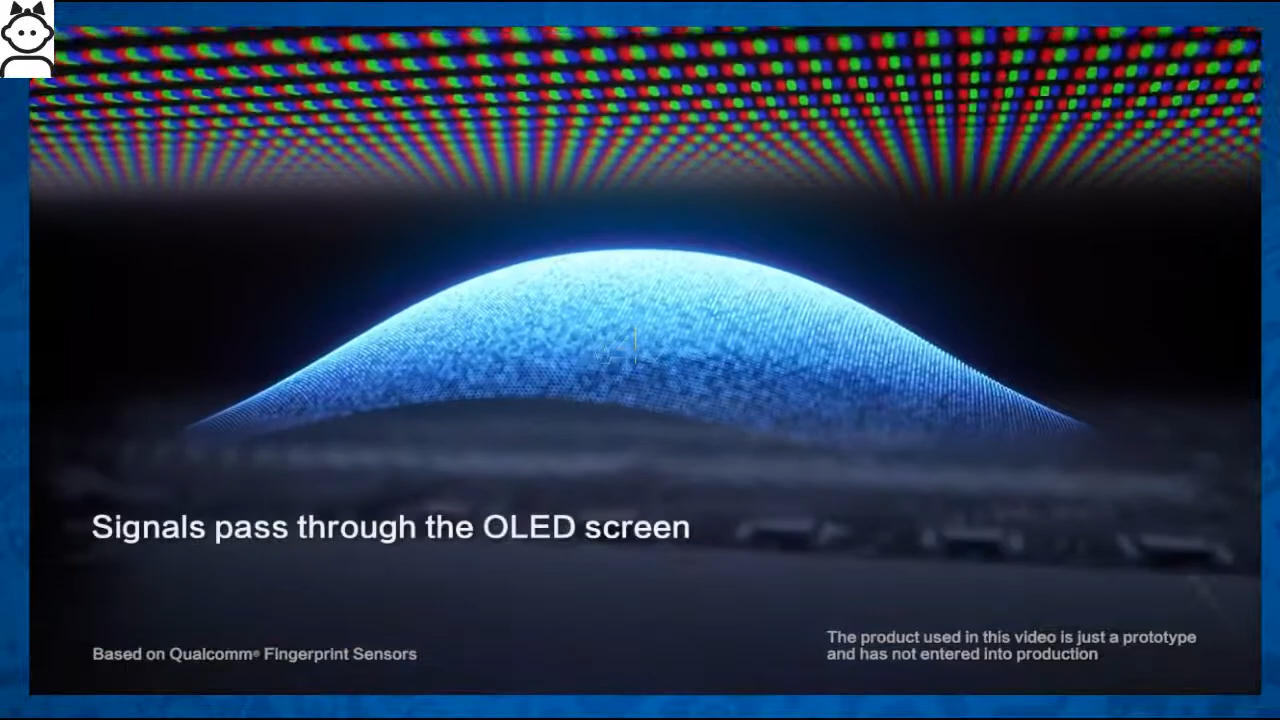 Signals pass through the OLED screen
Based on Qualcomm® Fingerprint Sensors
The product used in this video is just a prototype
and has not entered into production